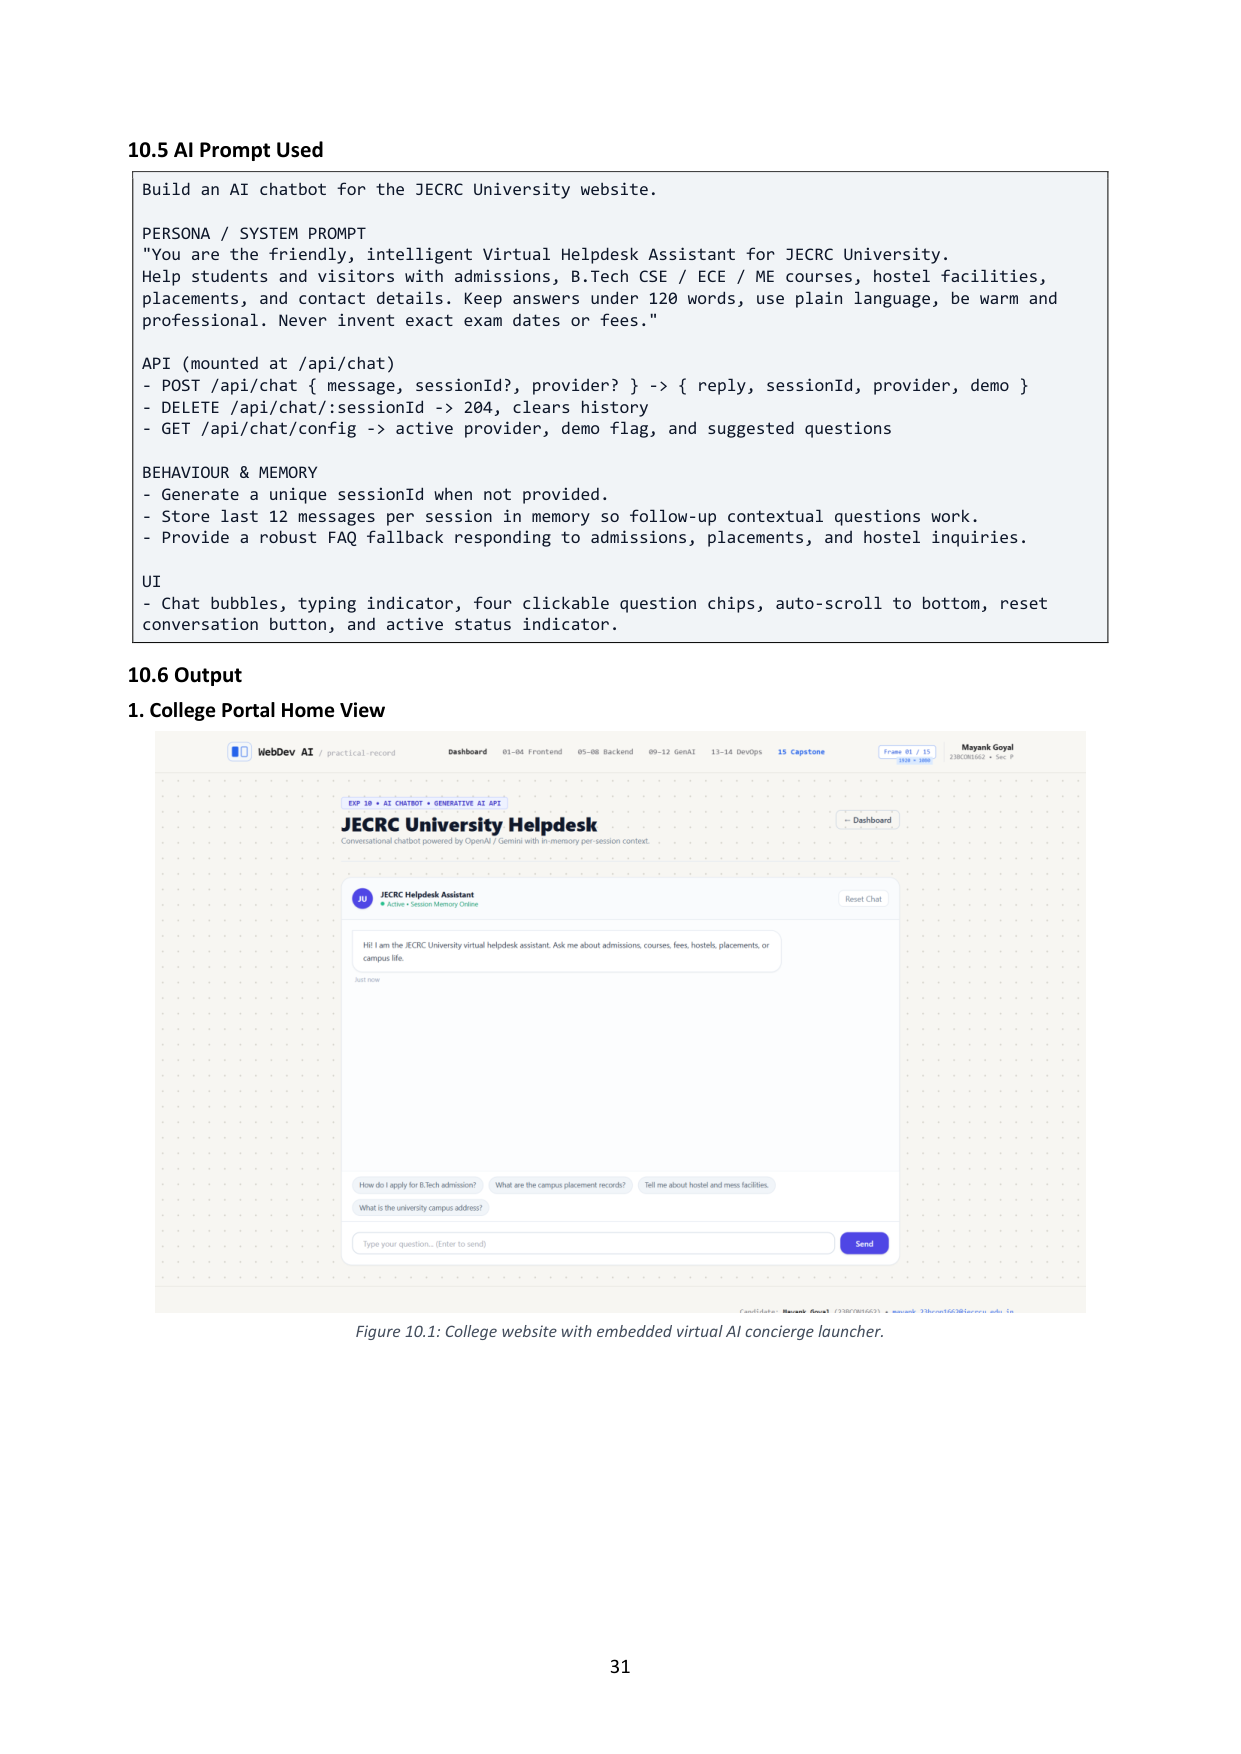 10.5 AI Prompt Used
Build an AI chatbot for the JECRC University website.
PERSONA / SYSTEM PROMPT
"You are the friendly, intelligent Virtual Helpdesk Assistant for JECRC University.
Help students and visitors with admissions, B.Tech CSE / ECE / ME courses, hostel facilities,
placements, and contact details. Keep answers under 120 words, use plain language, be warm and
professional. Never invent exact exam dates or fees."
API (mounted at /api/chat)
- POST /api/chat { message, sessionId?, provider? } -> { reply, sessionId, provider, demo }
- DELETE /api/chat/:sessionId -> 204, clears history
- GET /api/chat/config -> active provider, demo flag, and suggested questions
BEHAVIOUR & MEMORY
- Generate a unique sessionId when not provided.
- Store last 12 messages per session in memory so follow-up contextual questions work.
- Provide a robust FAQ fallback responding to admissions, placements, and hostel inquiries.
UI
- Chat bubbles, typing indicator, four clickable question chips, auto-scroll to bottom, reset
conversation button, and active status indicator.
10.6 Output
1. College Portal Home View
WebDev AI / practical-record Dashboard 01-04 Frontend 05-08 Backend 09-12 GenAI 13-14 DevOps 15 Capstone Frame 01 / 15 Mayank Goyal
1920 × 1080 23BCON1662 • Sec P
EXP 10 • AI CHATBOT • GENERATIVE AI API
JECRC University Helpdesk ← Dashboard
Conversational chatbot powered by OpenAI / Gemini with in-memory per-session context.
JU JECRC Helpdesk Assistant Reset Chat
Active • Session Memory Online
Hi! I am the JECRC University virtual helpdesk assistant. Ask me about admissions, courses, fees, hostels, placements, or
campus life.
Just now
How do I apply for B.Tech admission? What are the campus placement records? Tell me about hostel and mess facilities.
What is the university campus address?
Type your question... (Enter to send) Send
Candidate: Mayank Goyal (23BCON1662) •
Figure 10.1: College website with embedded virtual AI concierge launcher.
31